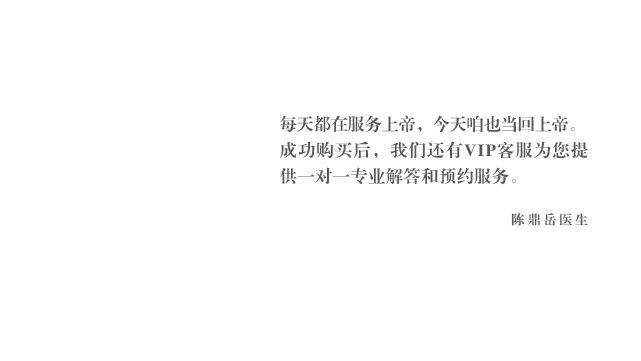 每天都在服务上帝，今天咱也当回上帝。
成功购买后，我们还有VIP客服为您提
供一对一专业解答和预约服务。
陈鼎岳医生